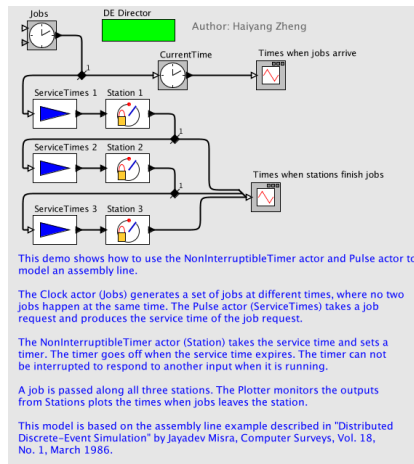 Jobs
DE Director
Author: Haiyang Zheng
CurrentTime
Times when jobs arrive
1
ServiceTimes 1
Station 1
1
ServiceTimes 2
Station 2
1
Times when stations finish jobs
ServiceTimes 3
Station 3
This demo shows how to use the NonInterruptibleTimer actor and Pulse actor to
model an assembly line.
The Clock actor (Jobs) generates a set of jobs at different times, where no two
jobs happen at the same time. The Pulse actor (ServiceTimes) takes a job
request and produces the service time of the job request.
The NonInterruptibleTimer actor (Station) takes the service time and sets a
timer. The timer goes off when the service time expires. The timer can not
be interrupted to respond to another input when it is running.
A job is passed along all three stations. The Plotter monitors the outputs
from Stations plots the times when jobs leaves the station.
This model is based on the assembly line example described in "Distributed
Discrete-Event Simulation" by Jayadev Misra, Computer Surveys, Vol. 18,
No. 1, March 1986.